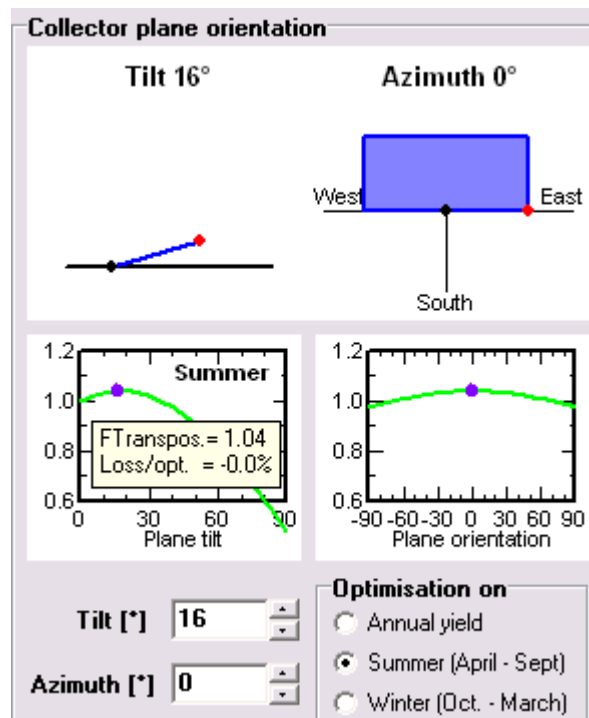 Collector plane orientation
Tilt 16°
Azimuth 0°
West
East
South
1.2
1.0
0.8
0.6
Summer
FTranspos.= 1.04
Loss/opt. = -0.0%
0 30 60 90
Plane tilt
1.2
1.0
0.8
0.6
-90 -60 -30 0 30 60 90
Plane orientation
Tilt [°] 16
Azimuth [°] 0
Optimisation on
Annual yield
Summer (April - Sept)
Winter (Oct. - March)